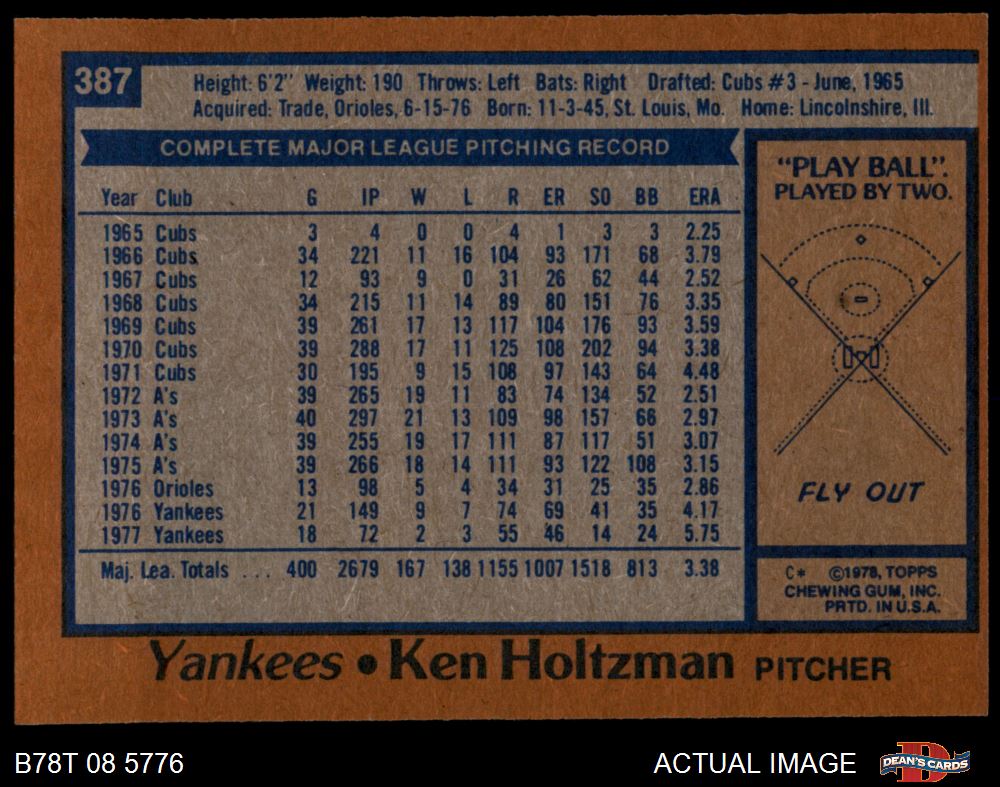 387
Height: 6'2" Weight: 190 Throws: Left Bats: Right Drafted: Cubs #3 - June, 1965
Acquired: Trade, Orioles, 6-15-76 Born: 11-3-45, St. Louis, Mo. Home: Lincolnshire, Ill.
COMPLETE MAJOR LEAGUE PITCHING RECORD
Year Club G IP W L R ER SO BB ERA
1965 Cubs 3 4 0 0 4 1 3 3 2.25
1966 Cubs 34 221 11 16 104 93 171 68 3.79
1967 Cubs 12 93 9 0 31 26 62 44 2.52
1968 Cubs 34 215 11 14 89 80 151 76 3.35
1969 Cubs 39 261 17 13 117 104 176 93 3.59
1970 Cubs 39 288 17 11 125 108 202 94 3.38
1971 Cubs 30 195 9 15 108 97 143 64 4.48
1972 A's 39 265 19 11 83 74 134 52 2.51
1973 A's 40 297 21 13 109 98 157 66 2.97
1974 A's 39 255 19 17 111 87 117 51 3.07
1975 A's 39 266 18 14 111 93 122 108 3.15
1976 Orioles 13 98 5 4 34 31 25 35 2.86
1976 Yankees 21 149 9 7 74 69 41 35 4.17
1977 Yankees 18 72 2 3 55 46 14 24 5.75
Maj. Lea. Totals ... 400 2679 167 138 1155 1007 1518 813 3.38
"PLAY BALL".
PLAYED BY TWO.
FLY OUT
C* ©1978, TOPPS
CHEWING GUM, INC.
PRTD. IN U.S.A.
Yankees • Ken Holtzman PITCHER
B78T 08 5776
ACTUAL IMAGE
D
DEAN'S CARDS